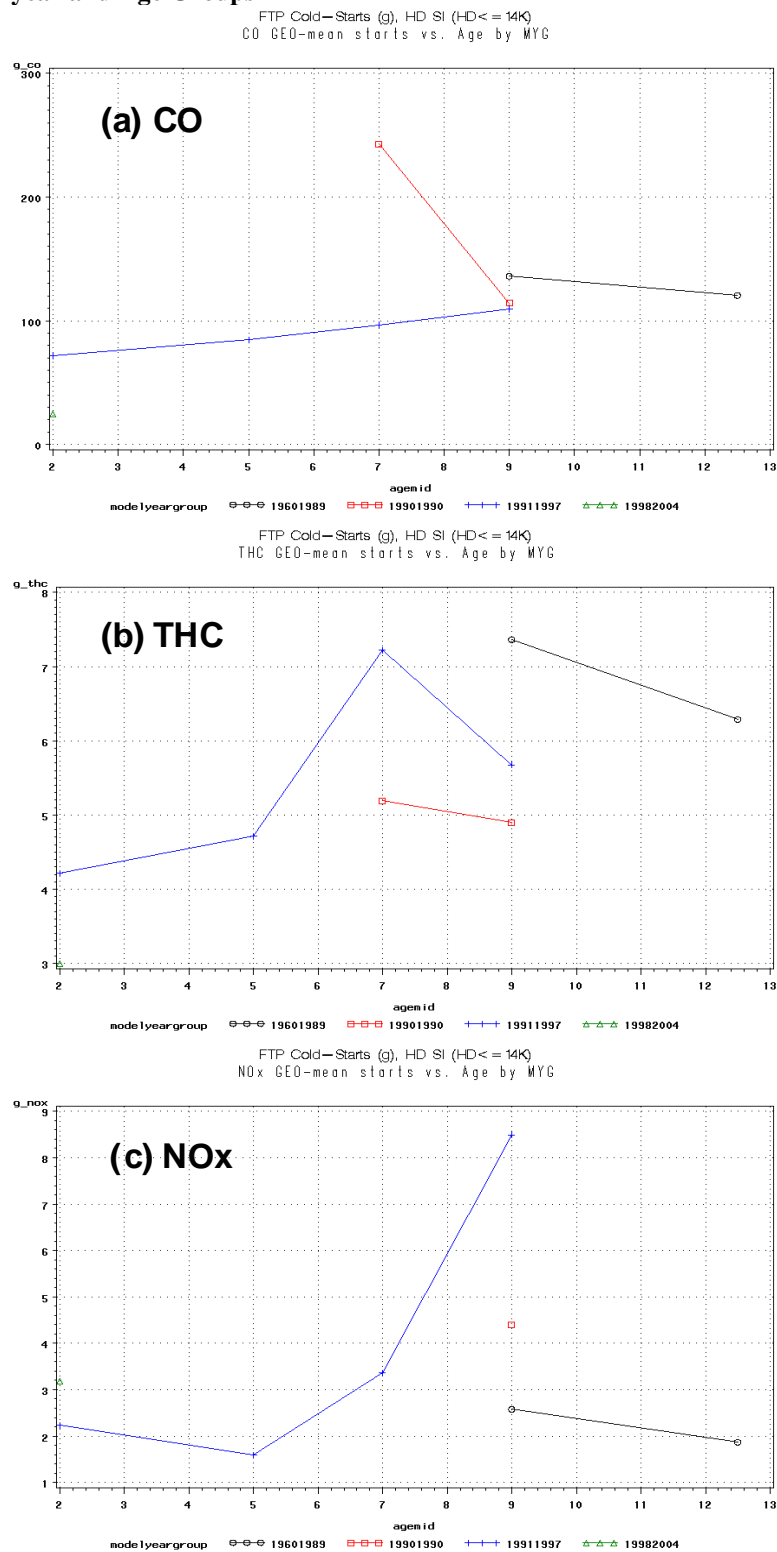 FTP Cold-Starts (g), HD SI (HD<=14K)
CO GEO-mean starts vs. Age by MYG
g_co
300
(a) CO
200
100
0
2 3 4 5 6 7 8 9 10 11 12 13
agemid
modelyeargroup 19601989 19901990 19911997 19982004
FTP Cold-Starts (g), HD SI (HD<=14K)
THC GEO-mean starts vs. Age by MYG
g_thc
8
(b) THC
7
6
5
4
3
2 3 4 5 6 7 8 9 10 11 12 13
agemid
modelyeargroup 19601989 19901990 19911997 19982004
FTP Cold-Starts (g), HD SI (HD<=14K)
NOx GEO-mean starts vs. Age by MYG
g_nox
9
(c) NOx
8
7
6
5
4
3
2
1
2 3 4 5 6 7 8 9 10 11 12 13
agemid
modelyeargroup 19601989 19901990 19911997 19982004